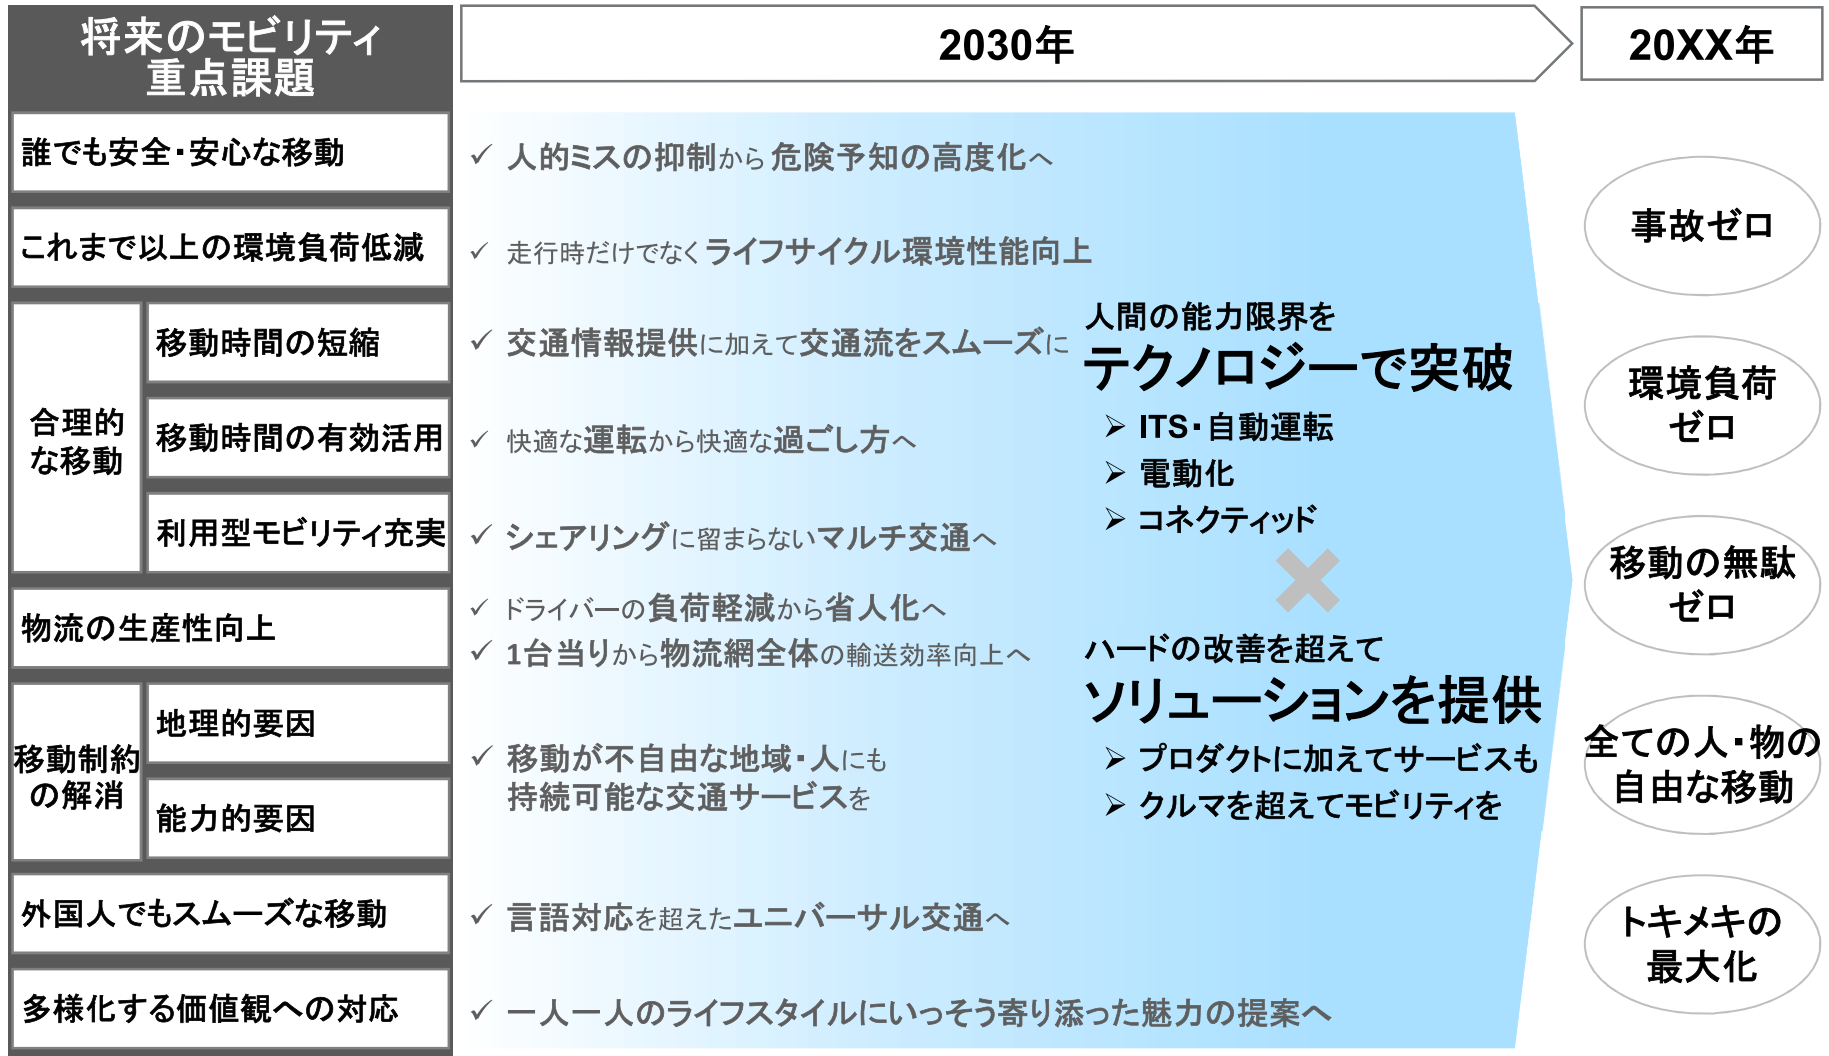 将来のモビリティ
重点課題
2030年
20XX年
誰でも安全・安心な移動
✓ 人的ミスの抑制から危険予知の高度化へ
これまで以上の環境負荷低減
✓ 走行時だけでなくライフサイクル環境性能向上
合理的
な移動
移動時間の短縮
✓ 交通情報提供に加えて交通流をスムーズに
移動時間の有効活用
✓ 快適な運転から快適な過ごし方へ
利用型モビリティ充実
✓ シェアリングに留まらないマルチ交通へ
物流の生産性向上
✓ ドライバーの負荷軽減から省人化へ
✓ 1台当りから物流網全体の輸送効率向上へ
移動制約
の解消
地理的要因
能力的要因
✓ 移動が不自由な地域・人にも
持続可能な交通サービスを
外国人でもスムーズな移動
✓ 言語対応を超えたユニバーサル交通へ
多様化する価値観への対応
✓ 一人一人のライフスタイルにいっそう寄り添った魅力の提案へ
人間の能力限界を
テクノロジーで突破
➢ ITS・自動運転
➢ 電動化
➢ コネクティッド
×
ハードの改善を超えて
ソリューションを提供
➢ プロダクトに加えてサービスも
➢ クルマを超えてモビリティを
事故ゼロ
環境負荷
ゼロ
移動の無駄
ゼロ
全ての人・物の
自由な移動
トキメキの
最大化